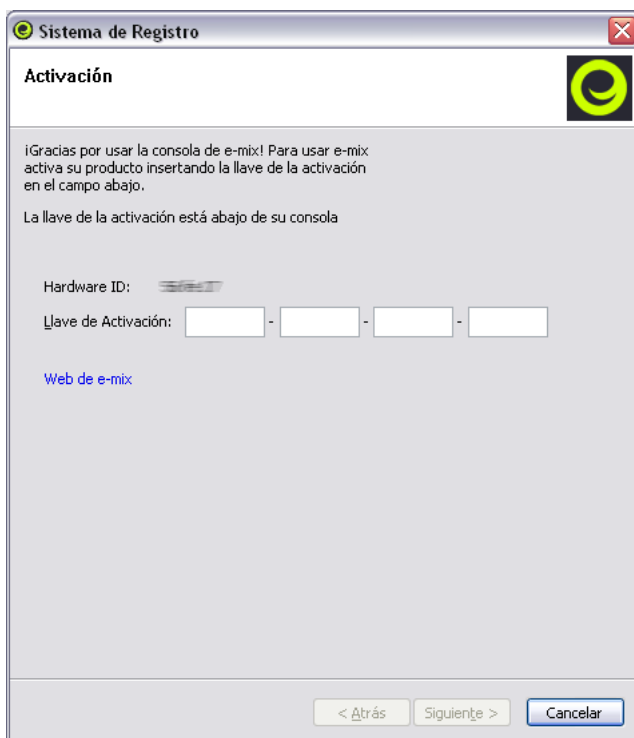 Sistema de Registro
Activación
¡Gracias por usar la consola de e-mix! Para usar e-mix
activa su producto insertando la llave de la activación
en el campo abajo.
La llave de la activación está abajo de su consola
Hardware ID:
Llave de Activación: - - -
Web de e-mix
< Atrás Siguiente > Cancelar